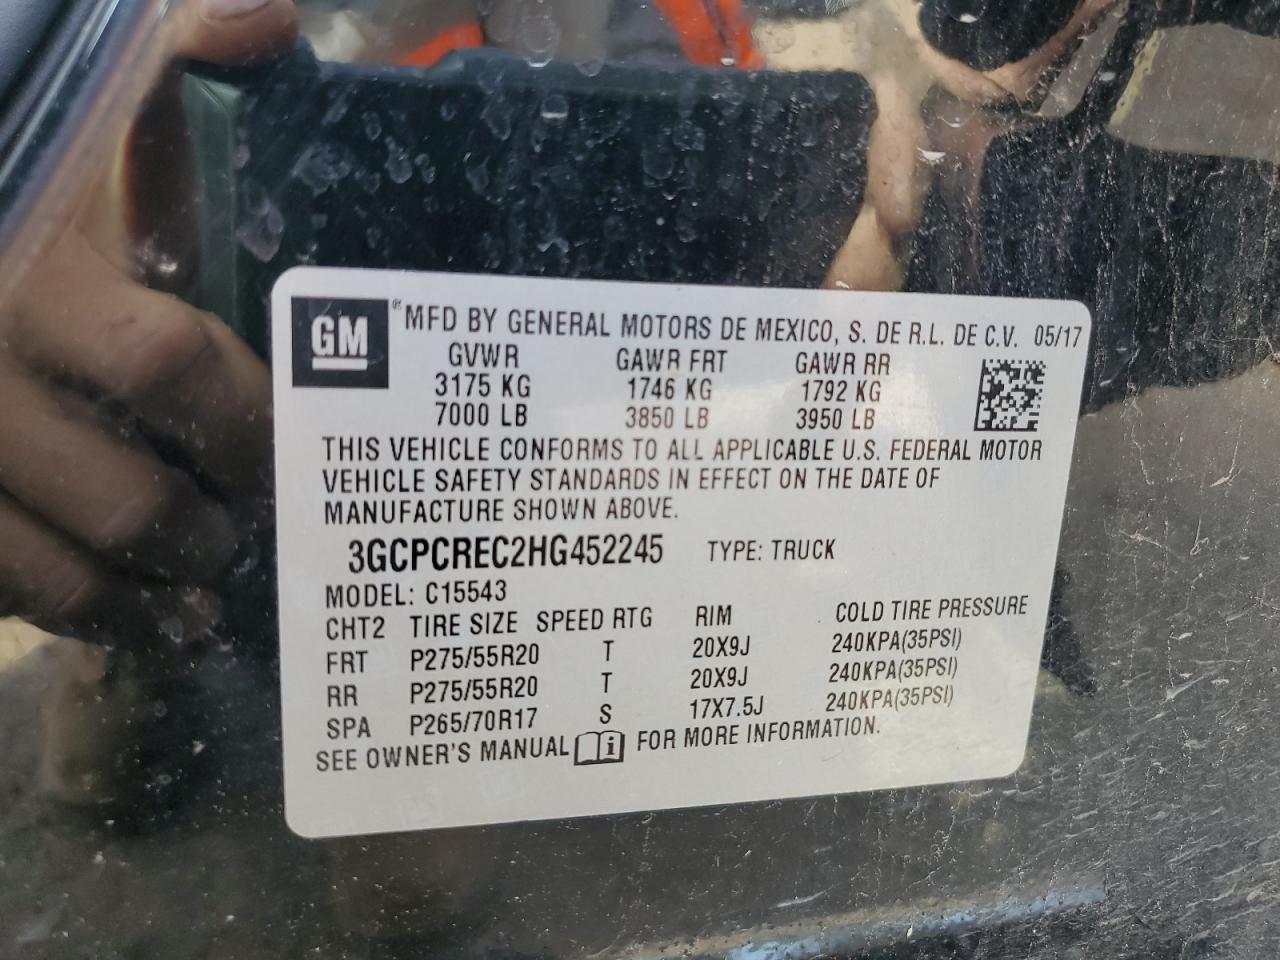 GM ® MFD BY GENERAL MOTORS DE MEXICO, S. DE R.L. DE C.V. 05/17
GVWR GAWR FRT GAWR RR
3175 KG 1746 KG 1792 KG
7000 LB 3850 LB 3950 LB
THIS VEHICLE CONFORMS TO ALL APPLICABLE U.S. FEDERAL MOTOR
VEHICLE SAFETY STANDARDS IN EFFECT ON THE DATE OF
MANUFACTURE SHOWN ABOVE.
3GCPCREC2HG452245 TYPE: TRUCK
MODEL: C15543
CHT2 TIRE SIZE SPEED RTG RIM COLD TIRE PRESSURE
FRT P275/55R20 T 20X9J 240KPA(35PSI)
RR P275/55R20 T 20X9J 240KPA(35PSI)
SPA P265/70R17 S 17X7.5J 240KPA(35PSI)
SEE OWNER'S MANUAL i FOR MORE INFORMATION.